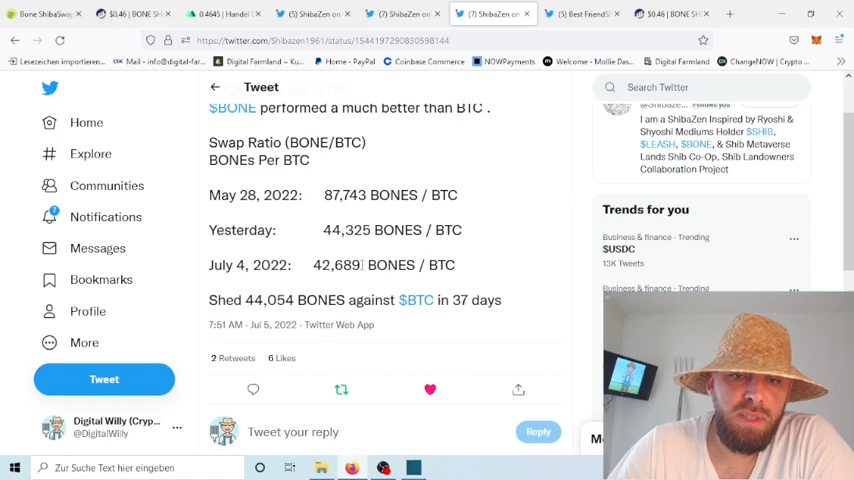 Bone ShibaSwap
$0.46 | BONE SH
0.4645 | Handel
(5) ShibaZen on
(7) ShibaZen on
(7) ShibaZen on
(5) Best FriendSh
$0.46 | BONE SH
https://twitter.com/Shibazen1961/status/1544197290830598144
Lesezeichen importieren...
Mail - info@digital-far...
Digital Farmland – Ku...
Home - PayPal
Coinbase Commerce
NOWPayments
Welcome - Mollie Das...
Digital Farmland
ChangeNOW | Crypto ...
Tweet
Search Twitter
Home
Explore
Communities
7
Notifications
Messages
Bookmarks
Profile
More
Tweet
Digital Willy (Cryp...
@DigitalWilly
$BONE performed a much better than BTC .
Swap Ratio (BONE/BTC)
BONEs Per BTC
May 28, 2022: 87,743 BONES / BTC
Yesterday: 44,325 BONES / BTC
July 4, 2022: 42,689 BONES / BTC
Shed 44,054 BONES against $BTC in 37 days
7:51 AM · Jul 5, 2022 · Twitter Web App
2 Retweets 6 Likes
Tweet your reply
Reply
I am a ShibaZen Inspired by Ryoshi &
Shyoshi Mediums Holder $SHIB,
$LEASH, $BONE, & Shib Metaverse
Lands Shib Co-Op, Shib Landowners
Collaboration Project
Trends for you
Business & finance · Trending
$USDC
13K Tweets
Business & finance · Trending
Zur Suche Text hier eingeben